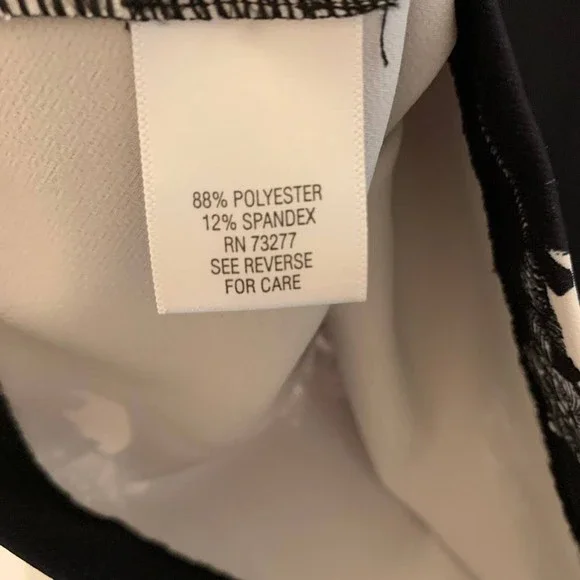 88% POLYESTER
12% SPANDEX
RN 73277
SEE REVERSE
FOR CARE